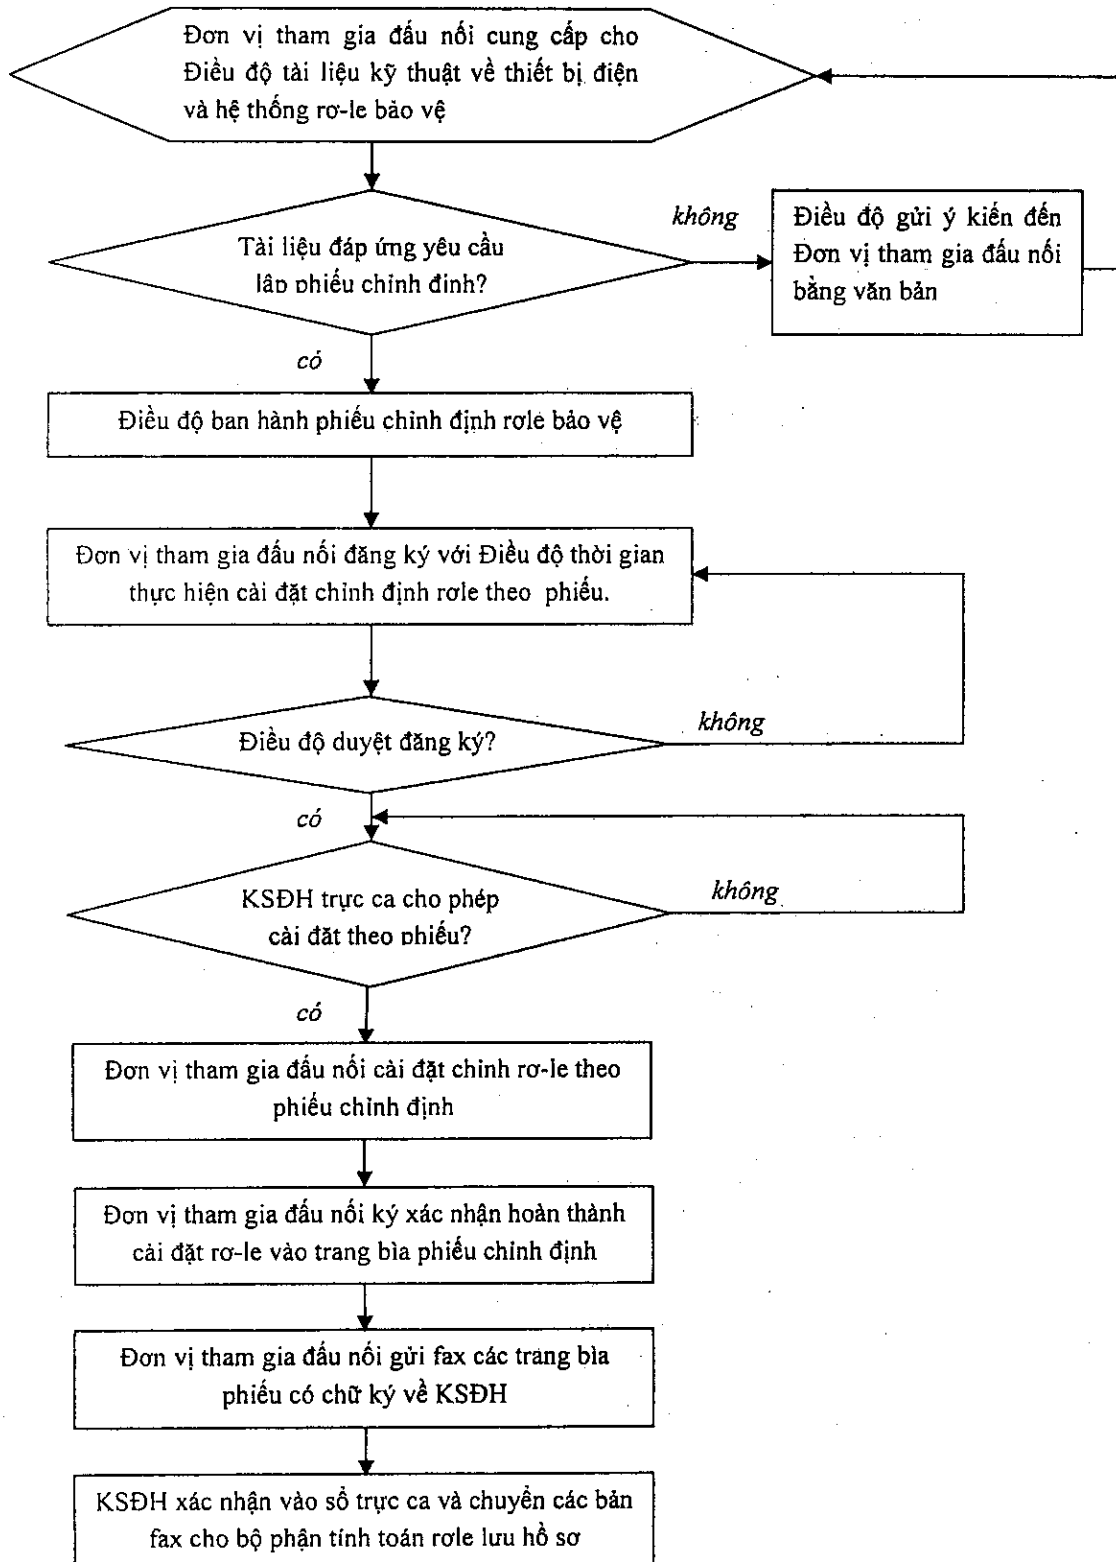 Đơn vị tham gia đấu nối cung cấp cho
Điều độ tài liệu kỹ thuật về thiết bị điện
và hệ thống rơ-le bảo vệ
Tài liệu đáp ứng yêu cầu
lập phiếu chỉnh định?
không
Điều độ gửi ý kiến đến
Đơn vị tham gia đấu nối
bằng văn bản
có
Điều độ ban hành phiếu chỉnh định rơle bảo vệ
Đơn vị tham gia đấu nối đăng ký với Điều độ thời gian
thực hiện cài đặt chỉnh định rơle theo phiếu.
Điều độ duyệt đăng ký?
không
có
KSĐH trực ca cho phép
cài đặt theo phiếu?
không
có
Đơn vị tham gia đấu nối cài đặt chỉnh rơ-le theo
phiếu chỉnh định
Đơn vị tham gia đấu nối ký xác nhận hoàn thành
cài đặt rơ-le vào trang bìa phiếu chỉnh định
Đơn vị tham gia đấu nối gửi fax các trang bìa
phiếu có chữ ký về KSĐH
KSĐH xác nhận vào sổ trực ca và chuyển các bản
fax cho bộ phận tính toán rơle lưu hồ sơ